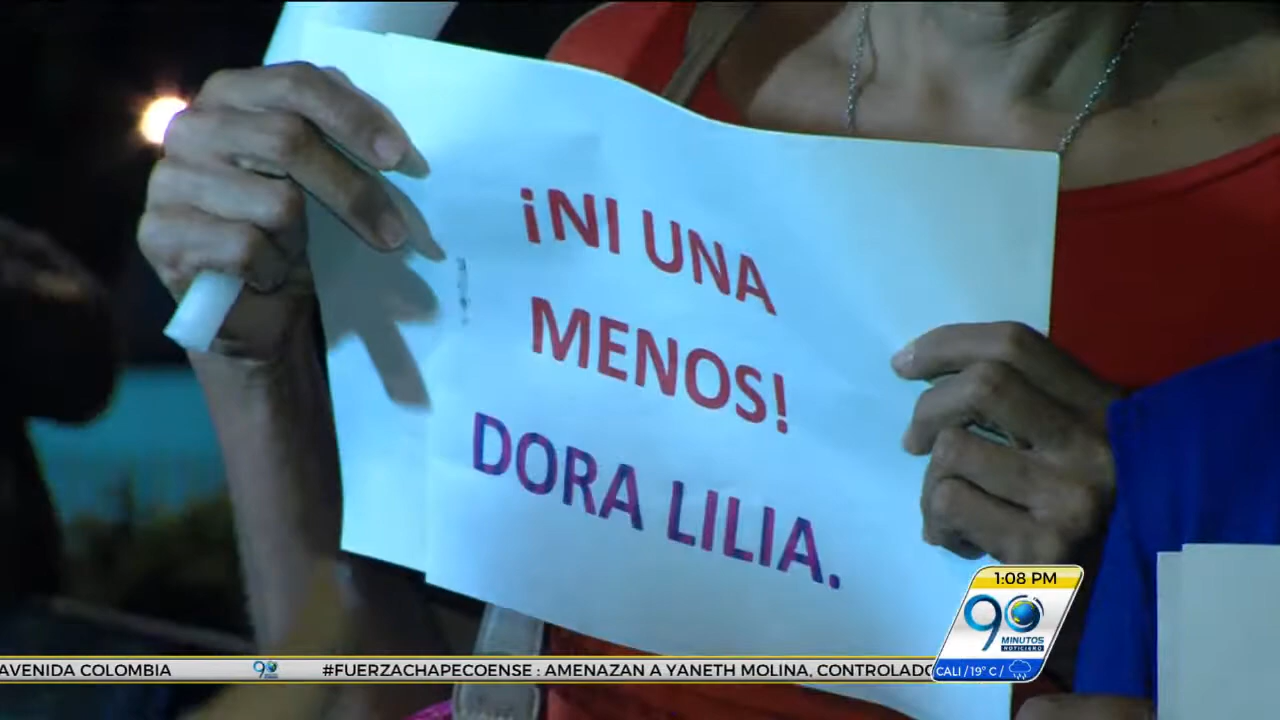 ¡NI UNA
MENOS!
DORA LILIA.
1:08 PM
90
MINUTOS
NOTICIERO
CALI / 19° C /
AVENIDA COLOMBIA
#FUERZACHAPECOENSE : AMENAZAN A YANETH MOLINA, CONTROLADO